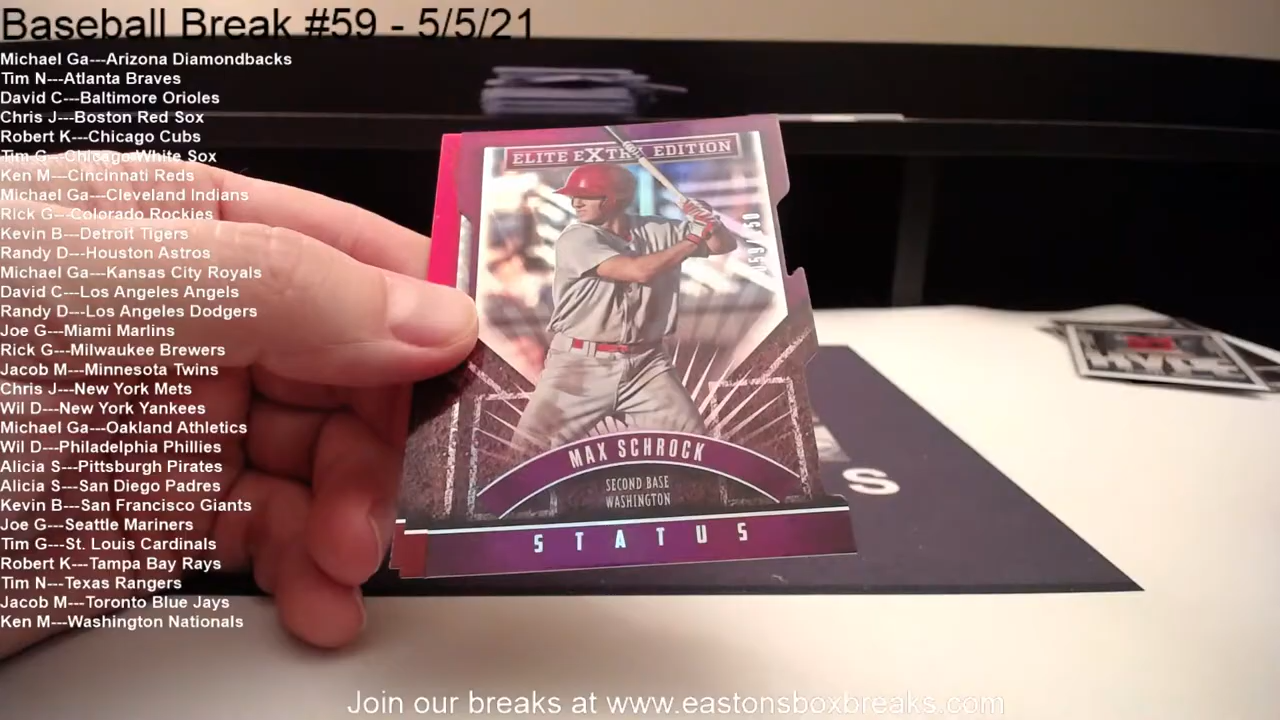 Baseball Break #59 - 5/5/21
Michael Ga---Arizona Diamondbacks
Tim N---Atlanta Braves
David C---Baltimore Orioles
Chris J---Boston Red Sox
Robert K---Chicago Cubs
Tim G---Chicago White Sox
Ken M---Cincinnati Reds
Michael Ga---Cleveland Indians
Rick G---Colorado Rockies
Kevin B---Detroit Tigers
Randy D---Houston Astros
Michael Ga---Kansas City Royals
David C---Los Angeles Angels
Randy D---Los Angeles Dodgers
Joe G---Miami Marlins
Rick G---Milwaukee Brewers
Jacob M---Minnesota Twins
Chris J---New York Mets
Wil D---New York Yankees
Michael Ga---Oakland Athletics
Wil D---Philadelphia Phillies
Alicia S---Pittsburgh Pirates
Alicia S---San Diego Padres
Kevin B---San Francisco Giants
Joe G---Seattle Mariners
Tim G---St. Louis Cardinals
Robert K---Tampa Bay Rays
Tim N---Texas Rangers
Jacob M---Toronto Blue Jays
Ken M---Washington Nationals
ELITE EXTRA EDITION
MAX SCHROCK
SECOND BASE
WASHINGTON
STATUS
Join our breaks at www.eastonsboxbreaks.com